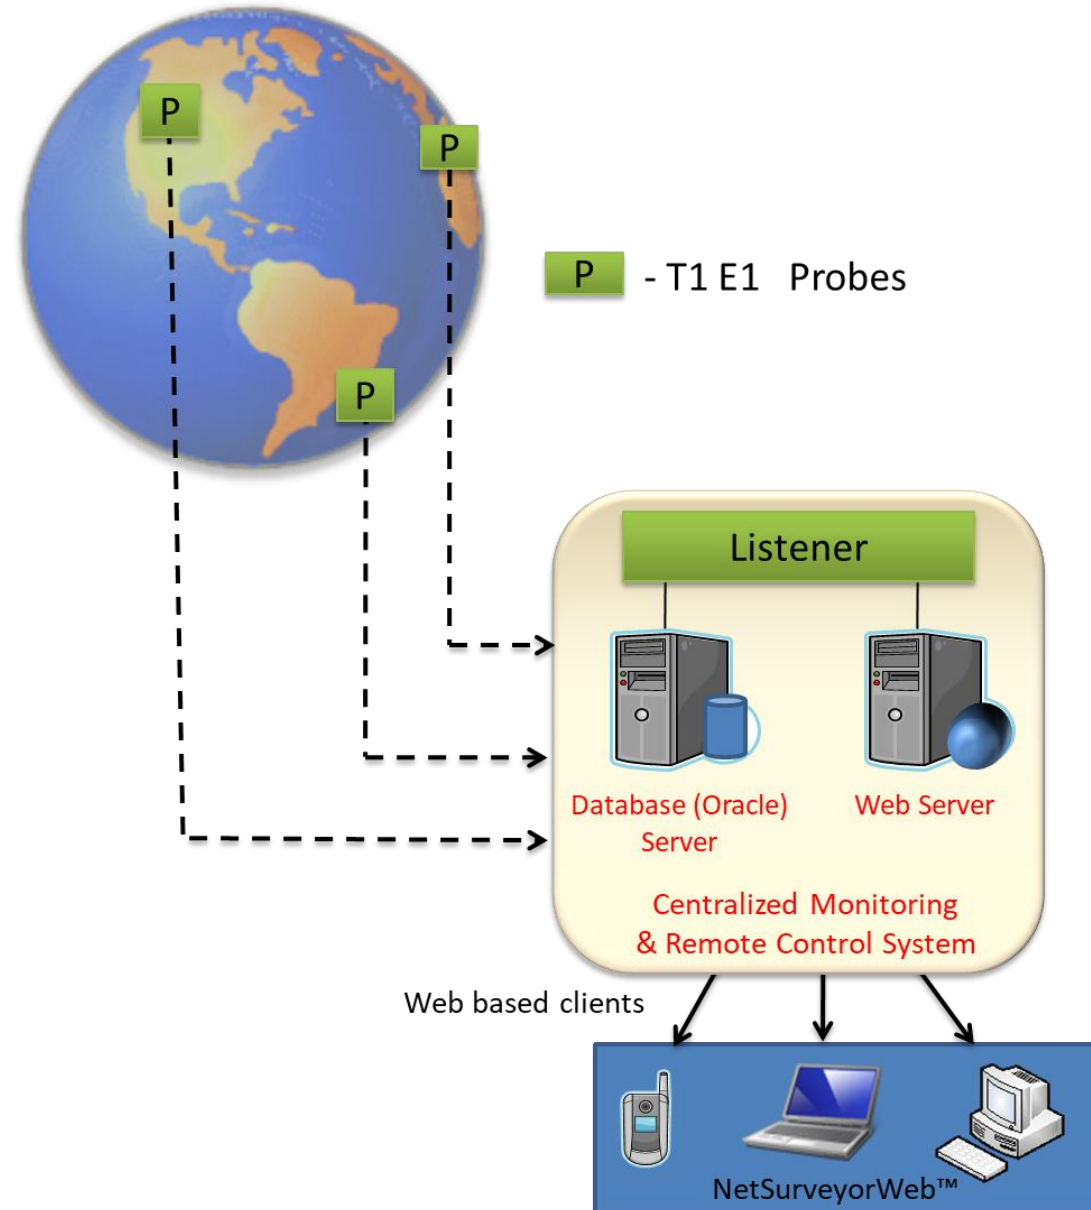 P
P
P - T1 E1 Probes
P
Listener
Database (Oracle)
Server
Web Server
Centralized Monitoring
& Remote Control System
Web based clients
NetSurveyorWeb™